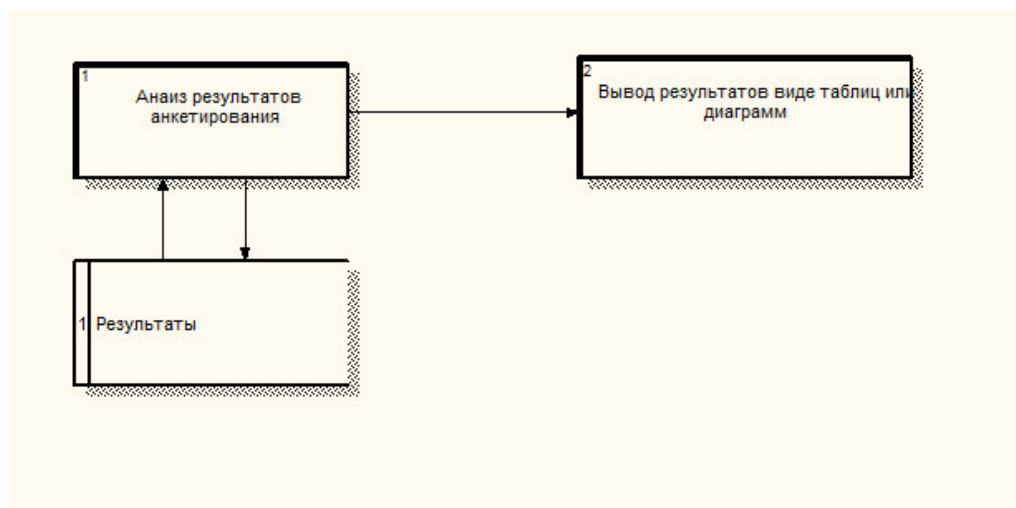 1
Анаиз результатов
анкетирования
2
Вывод результатов виде таблиц или
диаграмм
1 Результаты